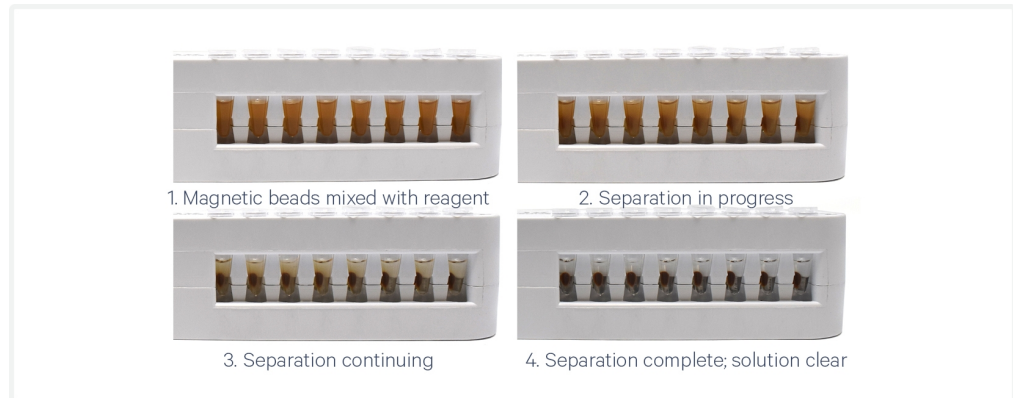 1. Magnetic beads mixed with reagent
2. Separation in progress
3. Separation continuing
4. Separation complete; solution clear